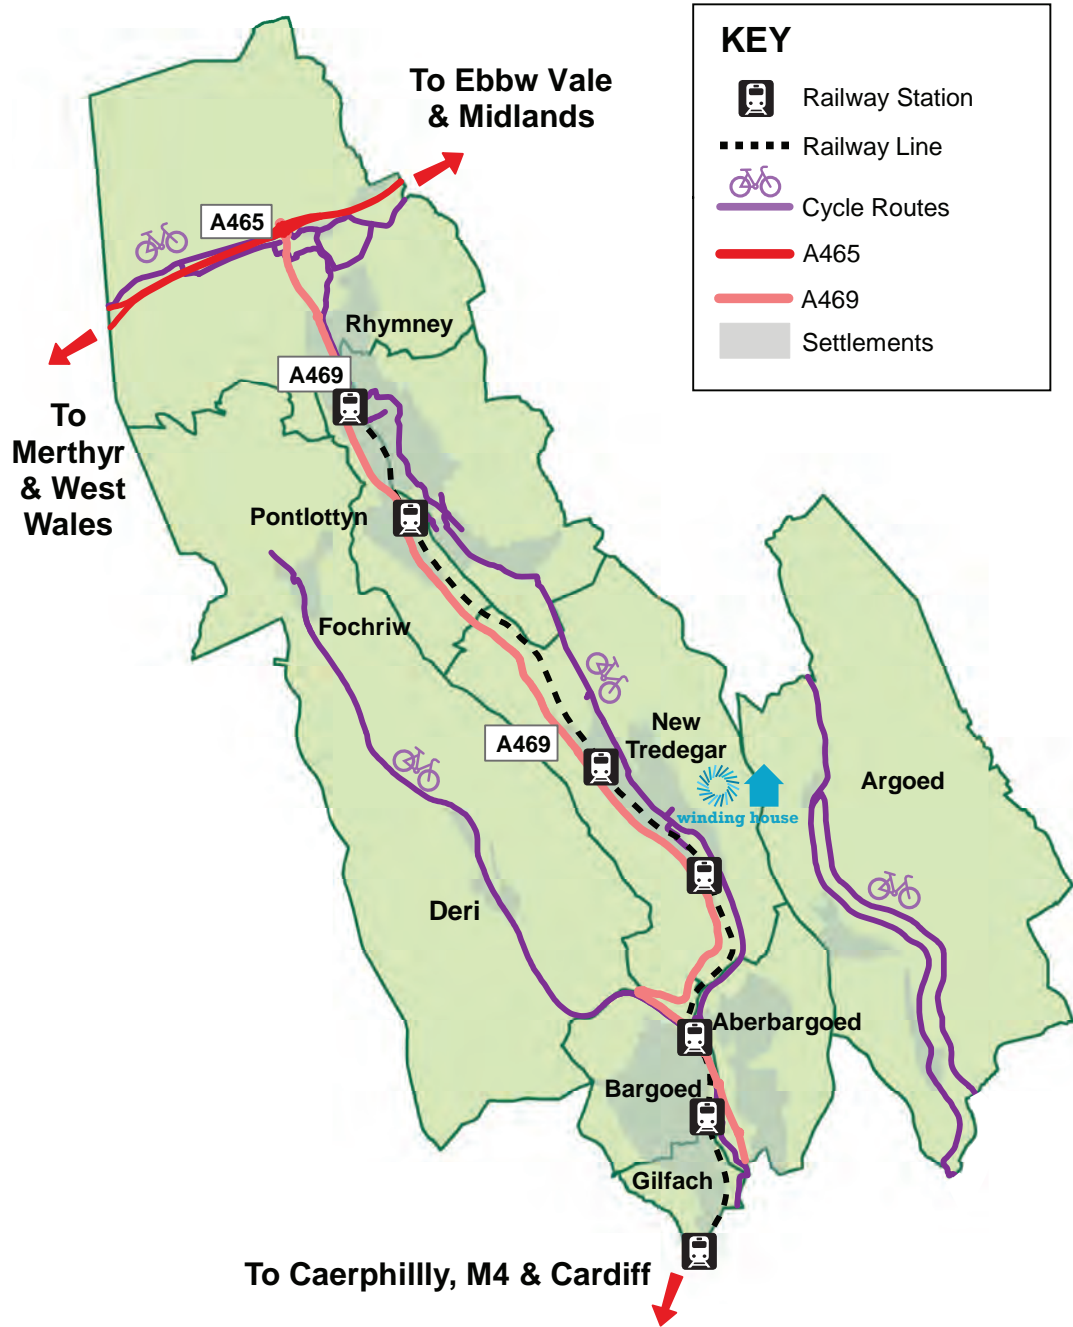 To Ebbw Vale
& Midlands
KEY
Railway Station
Railway Line
Cycle Routes
A465
A469
Settlements
A465
Rhymney
A469
To
Merthyr
& West
Wales
Pontlottyn
Fochriw
New
Tredegar
A469
winding house
Argoed
Deri
Aberbargoed
Bargoed
Gilfach
To Caerphillly, M4 & Cardiff